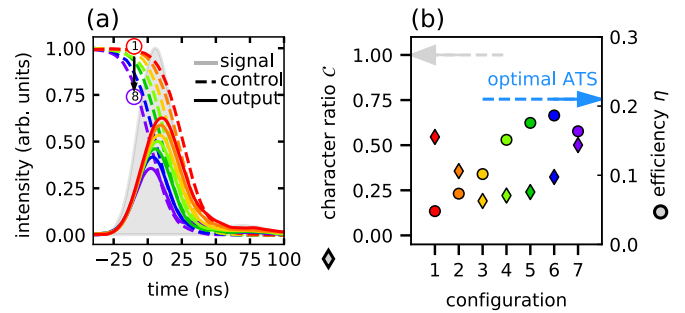 (a)
1.00
0.75
0.50
0.25
0.00
intensity (arb. units)
1
8
signal
control
output
−25
0
25
50
75
100
time (ns)
(b)
1.00
0.75
0.50
0.25
0.00
character ratio 𝒞
optimal ATS
0.3
0.2
0.1
0.0
efficiency η
1
2
3
4
5
6
7
configuration